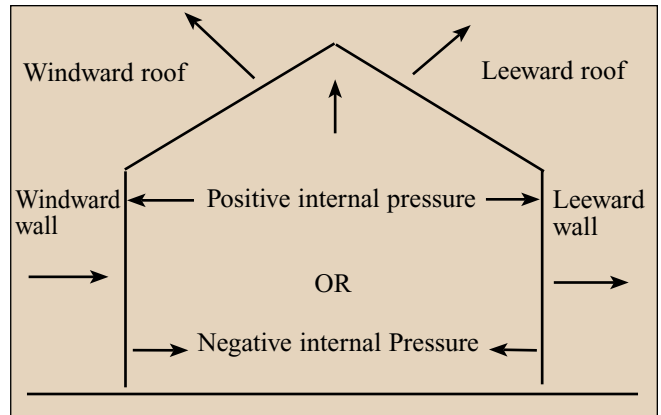 Windward roof
Leeward roof
Windward
wall
Positive internal pressure
Leeward
wall
OR
Negative internal Pressure